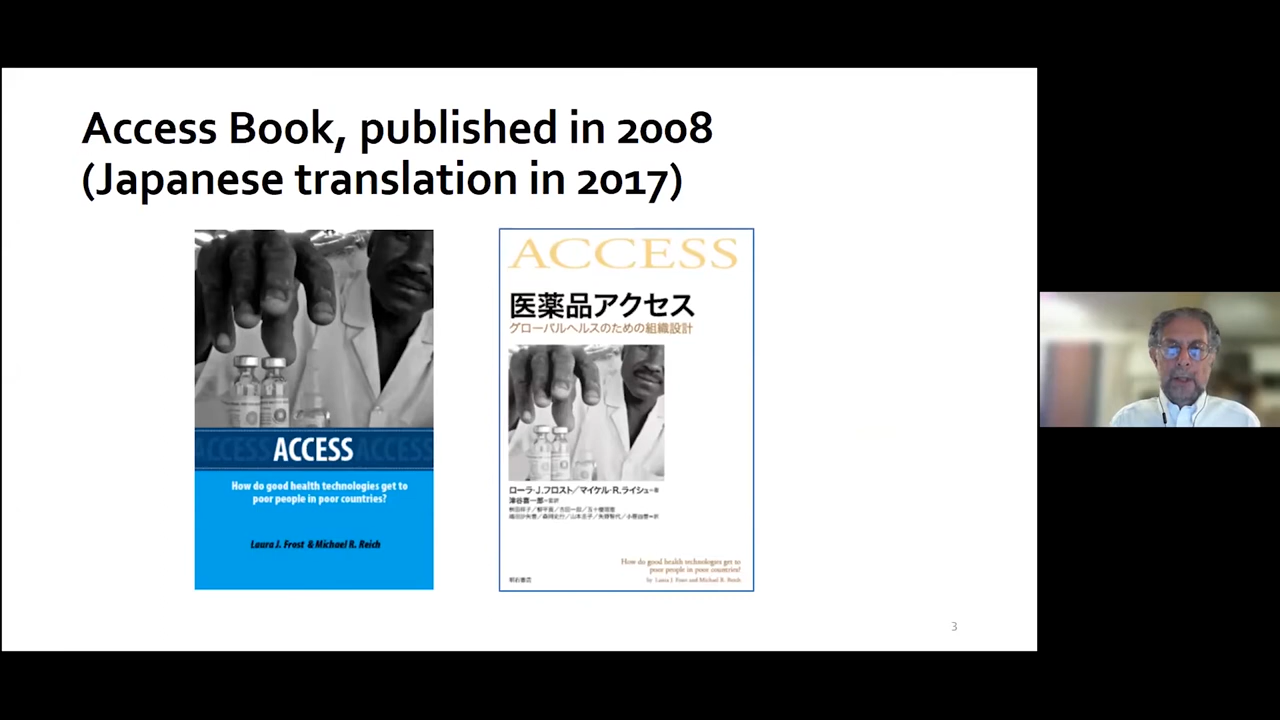 Access Book, published in 2008
(Japanese translation in 2017)
ACCESS
How do good health technologies get to
poor people in poor countries?
Laura J. Frost & Michael R. Reich
ACCESS
医薬品アクセス
グローバルヘルスのための組織設計
ローラ・J.フロスト/マイケル・R.ライシュ 著
津谷喜一郎
How do good health technologies get to
poor people in poor countries?
by Laura J. Frost and Michael R. Reich
明石書店
3